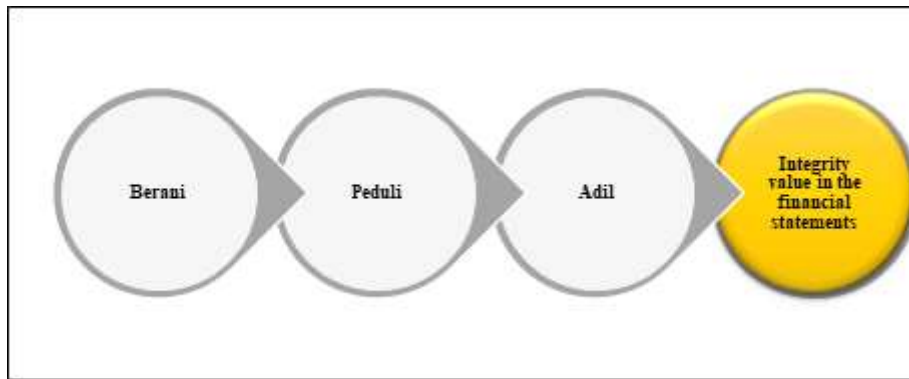 Berani
Peduli
Adil
Integrity
value in the
financial
statements